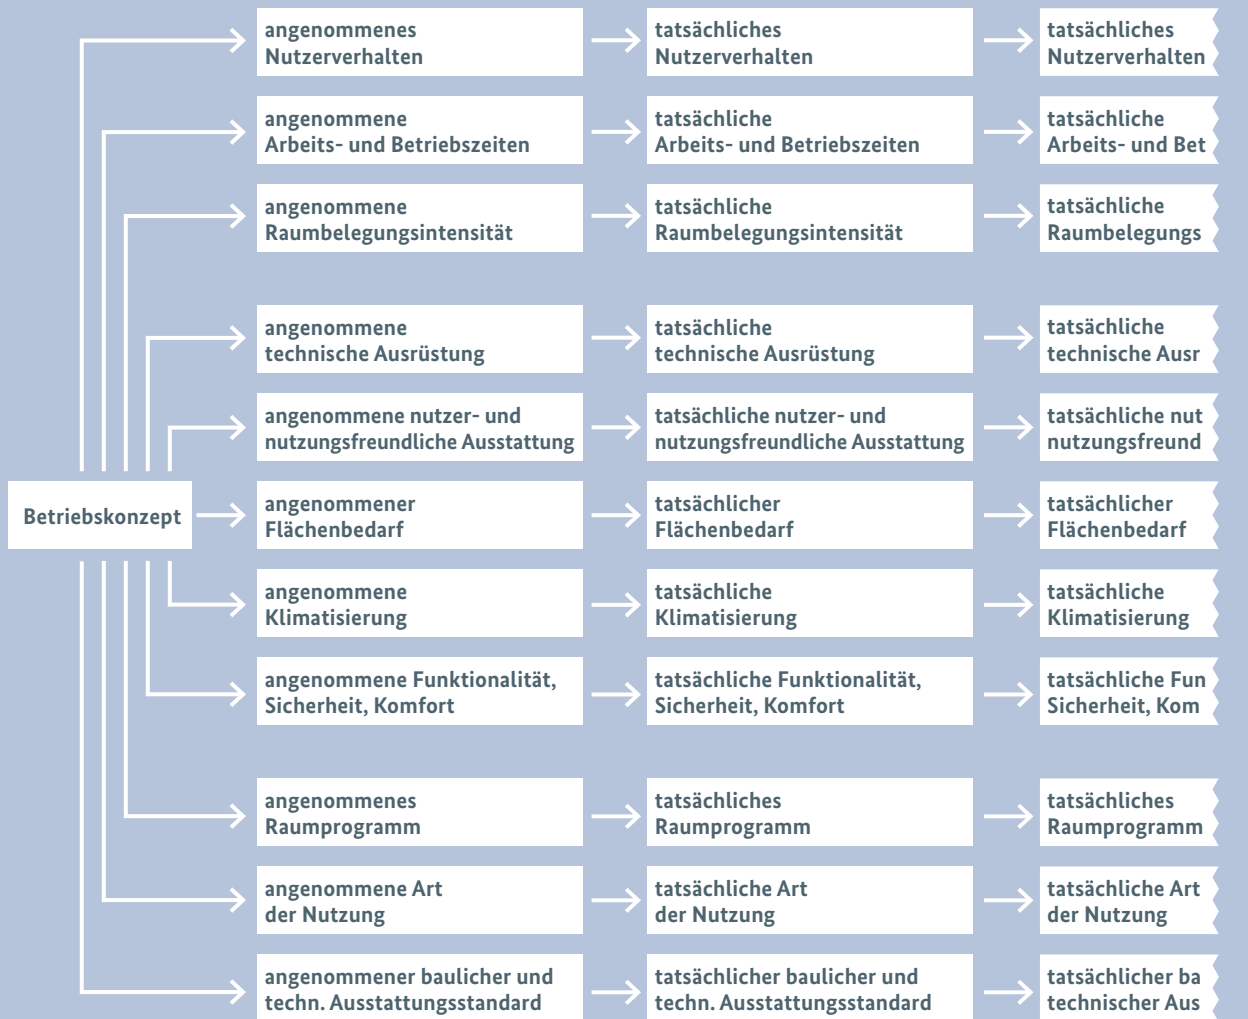 angenommenes
Nutzerverhalten
tatsächliches
Nutzerverhalten
tatsächliches
Nutzerverhalten
angenommene
Arbeits- und Betriebszeiten
tatsächliche
Arbeits- und Betriebszeiten
tatsächliche
Arbeits- und Bet
angenommene
Raumbelegungsintensität
tatsächliche
Raumbelegungsintensität
tatsächliche
Raumbelegungs
angenommene
technische Ausrüstung
tatsächliche
technische Ausrüstung
tatsächliche
technische Ausr
angenommene nutzer- und
nutzungsfreundliche Ausstattung
tatsächliche nutzer- und
nutzungsfreundliche Ausstattung
tatsächliche nut
nutzungsfreund
Betriebskonzept
angenommener
Flächenbedarf
tatsächlicher
Flächenbedarf
tatsächlicher
Flächenbedarf
angenommene
Klimatisierung
tatsächliche
Klimatisierung
tatsächliche
Klimatisierung
angenommene Funktionalität,
Sicherheit, Komfort
tatsächliche Funktionalität,
Sicherheit, Komfort
tatsächliche Fun
Sicherheit, Kom
angenommenes
Raumprogramm
tatsächliches
Raumprogramm
tatsächliches
Raumprogramm
angenommene Art
der Nutzung
tatsächliche Art
der Nutzung
tatsächliche Art
der Nutzung
angenommener baulicher und
techn. Ausstattungsstandard
tatsächlicher baulicher und
techn. Ausstattungsstandard
tatsächlicher ba
technischer Aus